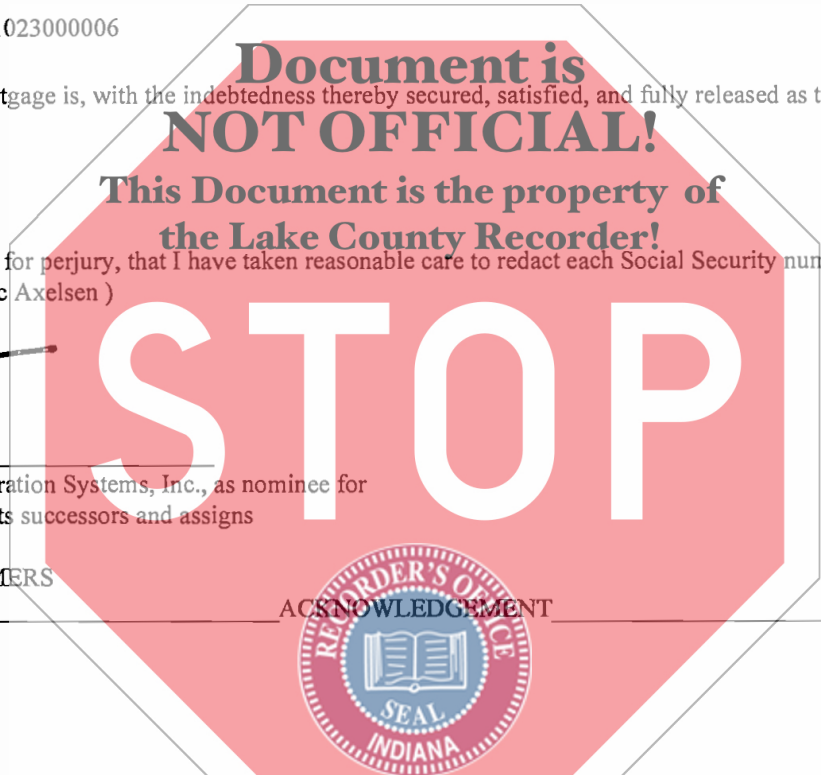 023000006
Document is
tgage is, with the indebtedness thereby secured, satisfied, and fully released as t
NOT OFFICIAL!
This Document is the property of
the Lake County Recorder!
for perjury, that I have taken reasonable care to redact each Social Security num
c Axelsen )
STOP
ration Systems, Inc., as nominee for
ts successors and assigns
ERS
ACKNOWLEDGEMENT
RECORDER'S OFFICE
SEAL
INDIANA